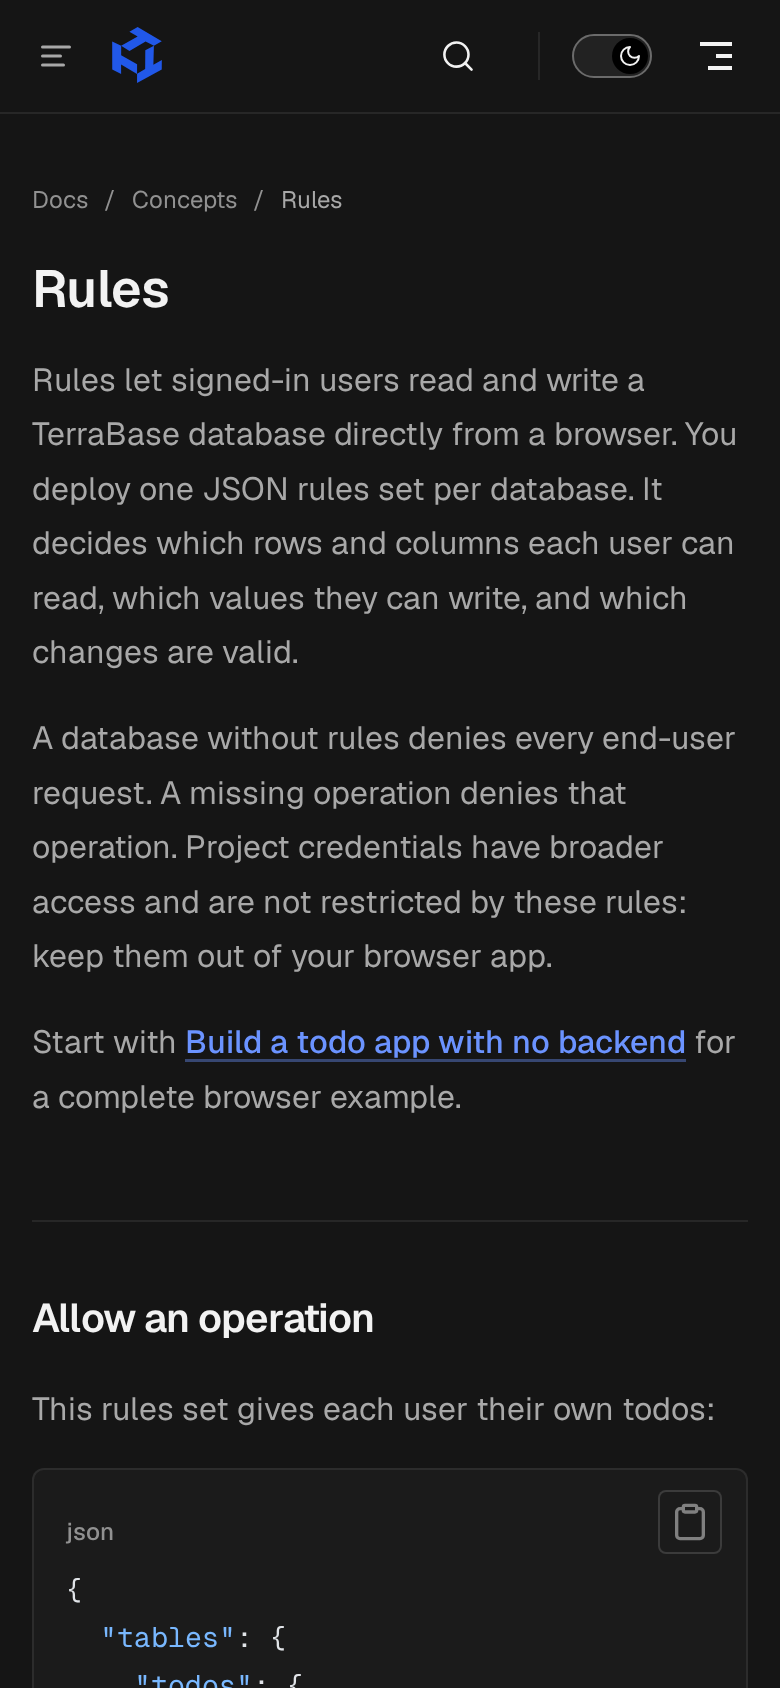 Docs / Concepts / Rules
Rules
Rules let signed-in users read and write a
TerraBase database directly from a browser. You
deploy one JSON rules set per database. It
decides which rows and columns each user can
read, which values they can write, and which
changes are valid.
A database without rules denies every end-user
request. A missing operation denies that
operation. Project credentials have broader
access and are not restricted by these rules:
keep them out of your browser app.
Start with Build a todo app with no backend for
a complete browser example.
Allow an operation
This rules set gives each user their own todos:
json
{
"tables": {
"todos": {